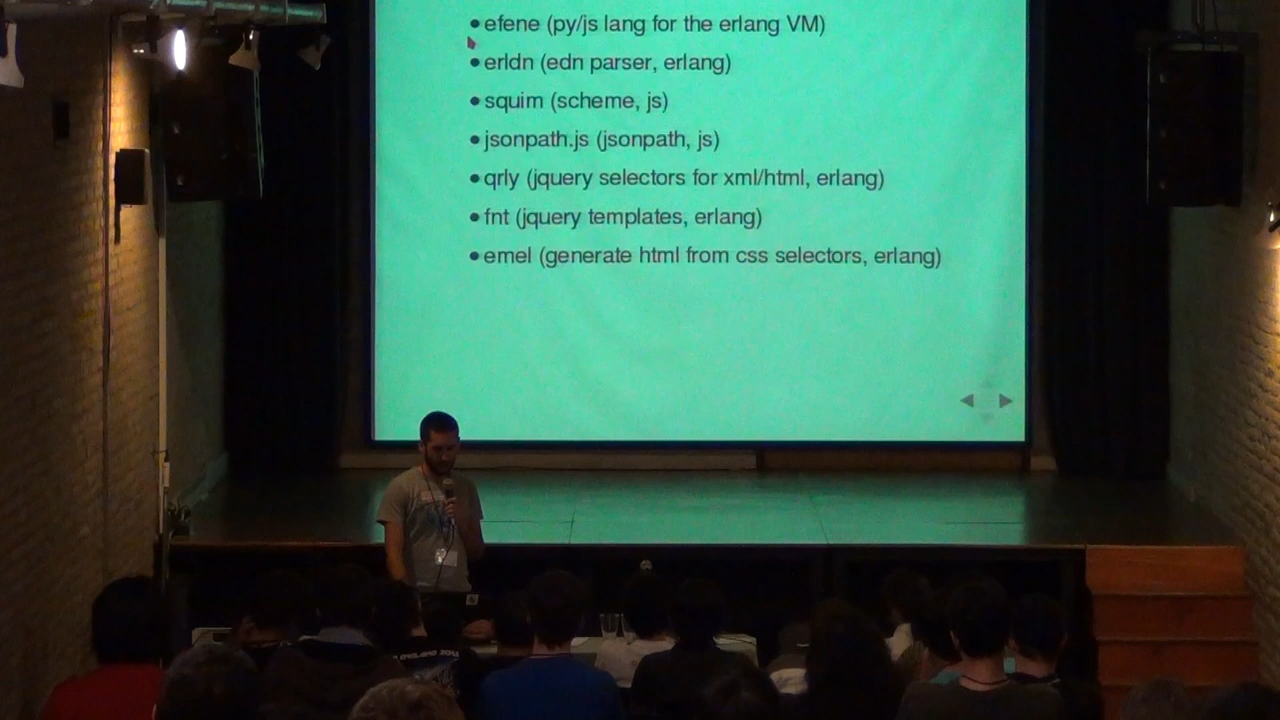 efene (py/js lang for the erlang VM)
erldn (edn parser, erlang)
squim (scheme, js)
jsonpath.js (jsonpath, js)
qrly (jquery selectors for xml/html, erlang)
fnt (jquery templates, erlang)
emel (generate html from css selectors, erlang)